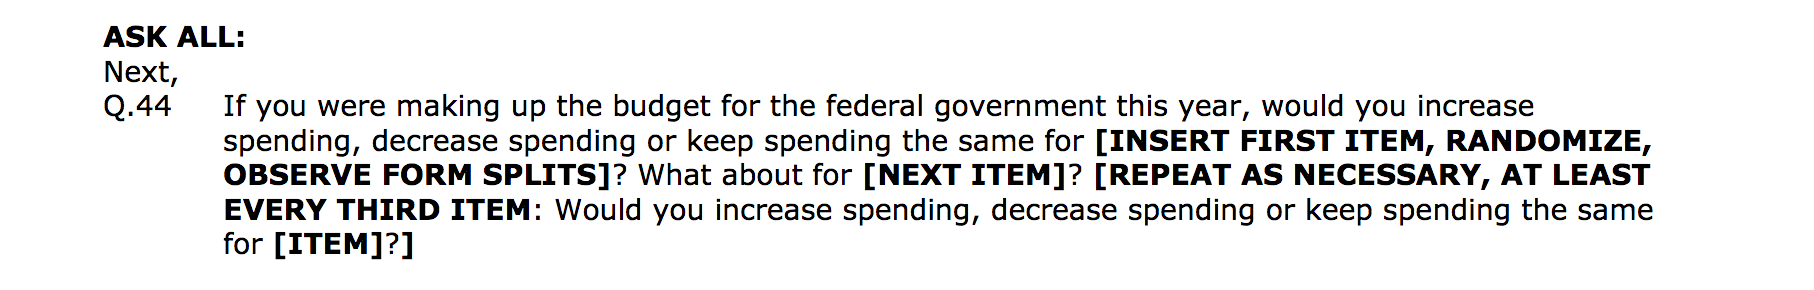 ASK ALL:
Next,
Q.44 If you were making up the budget for the federal government this year, would you increase
spending, decrease spending or keep spending the same for [INSERT FIRST ITEM, RANDOMIZE,
OBSERVE FORM SPLITS]? What about for [NEXT ITEM]? [REPEAT AS NECESSARY, AT LEAST
EVERY THIRD ITEM: Would you increase spending, decrease spending or keep spending the same
for [ITEM]?]